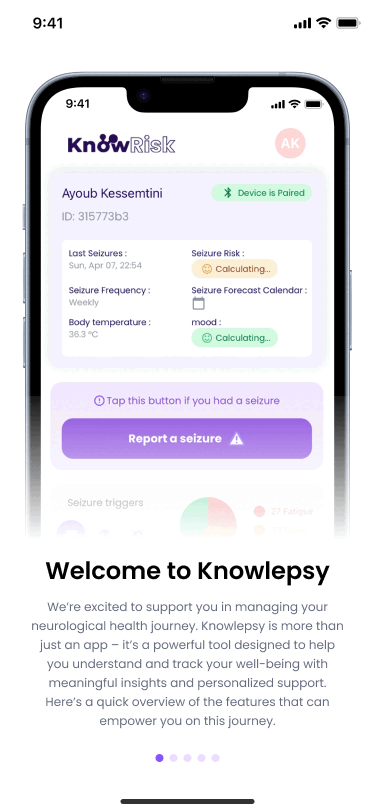 9:41
9:41
KnowRisk
AK
Ayoub Kessemtini
Device is Paired
ID: 315773b3
Last Seizures :
Seizure Risk :
Sun, Apr 07, 22:54
Calculating...
Seizure Frequency :
Seizure Forecast Calendar :
Weekly
Body temperature :
mood :
36.3 °C
Calculating...
Tap this button if you had a seizure
Report a seizure
Seizure triggers
27 Fatigue
Welcome to Knowlepsy
We’re excited to support you in managing your
neurological health journey. Knowlepsy is more than
just an app – it’s a powerful tool designed to help
you understand and track your well-being with
meaningful insights and personalized support.
Here’s a quick overview of the features that can
empower you on this journey.